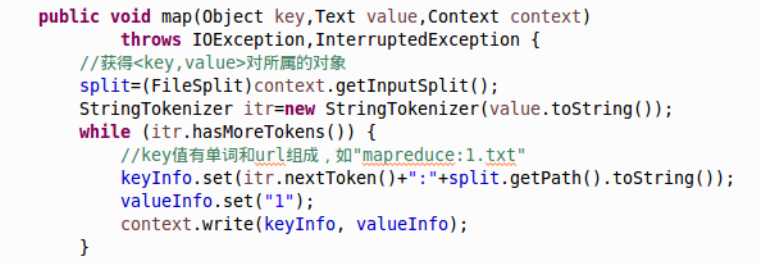 public void map(Object key,Text value,Context context)
throws IOException,InterruptedException {
//获得<key,value>对所属的对象
split=(FileSplit)context.getInputSplit();
StringTokenizer itr=new StringTokenizer(value.toString());
while (itr.hasMoreTokens()) {
//key值有单词和url组成，如"mapreduce:1.txt"
keyInfo.set(itr.nextToken()+":"+split.getPath().toString());
valueInfo.set("1");
context.write(keyInfo, valueInfo);
}